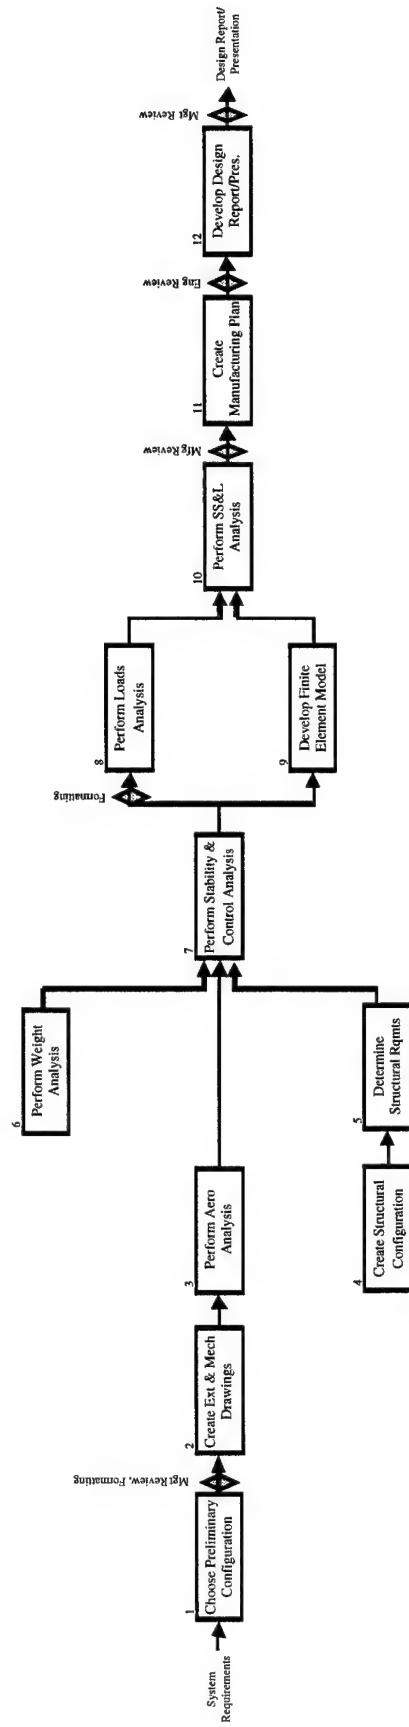 System
Requirements
1
Choose Preliminary
Configuration
Mgt Review, Formatting
2
Create Ext & Mech
Drawings
3
Perform Aero
Analysis
4
Create Structural
Configuration
5
Determine
Structural Rqmts
6
Perform Weight
Analysis
7
Perform Stability &
Control Analysis
Formatting
8
Perform Loads
Analysis
9
Develop Finite
Element Model
10
Perform SS&L
Analysis
Mfg Review
11
Create
Manufacturing Plan
Eng Review
12
Develop Design
Report/Pres.
Mgt Review
Design Report/
Presentation